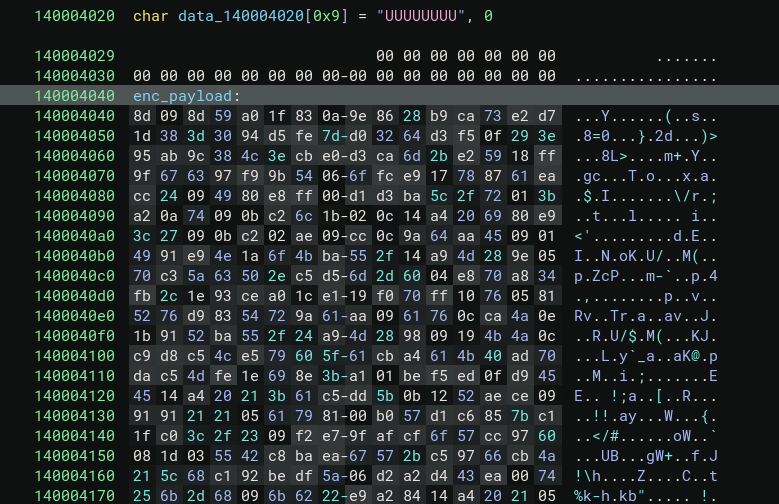 140004020  char data_140004020[0x9] = "UUUUUUUU", 0
140004029                       00 00 00 00 00 00 00           .......
140004030  00 00 00 00 00 00 00 00-00 00 00 00 00 00 00 00  ................
140004040  enc_payload:
140004040  8d 09 8d 59 a0 1f 83 0a-9e 86 28 b9 ca 73 e2 d7  ...Y......(..s..
140004050  1d 38 3d 30 94 d5 fe 7d-d0 32 64 d3 f5 0f 29 3e  .8=0...}.2d...)>
140004060  95 ab 9c 38 4c 3e cb e0-d3 ca 6d 2b e2 59 18 ff  ...8L>....m+.Y..
140004070  9f 67 63 97 f9 9b 54 06-6f fc e9 17 78 87 61 ea  .gc...T.o...x.a.
140004080  cc 24 09 49 80 e8 ff 00-d1 d3 ba 5c 2f 72 01 3b  .$.I.......\/r.;
140004090  a2 0a 74 09 0b c2 6c 1b-02 0c 14 a4 20 69 80 e9  ..t...l..... i..
1400040a0  3c 27 09 0b c2 02 ae 09-cc 0c 9a 64 aa 45 09 01  <'.........d.E..
1400040b0  49 91 e9 4e 1a 6f 4b ba-55 2f 14 a9 4d 28 9e 05  I..N.oK.U/..M(..
1400040c0  70 c3 5a 63 50 2e c5 d5-6d 2d 60 04 e8 70 a8 34  p.ZcP...m-`..p.4
1400040d0  fb 2c 1e 93 ce a0 1c e1-19 f0 70 ff 10 76 05 81  .,........p..v..
1400040e0  52 76 d9 83 54 72 9a 61-aa 09 61 76 0c ca 4a 0e  Rv..Tr.a..av..J.
1400040f0  1b 91 52 ba 55 2f 24 a9-4d 28 98 09 19 4b 4a 0c  ..R.U/$.M(...KJ.
140004100  c9 d8 c5 4c e5 79 60 5f-61 cb a4 61 4b 40 ad 70  ...L.y`_a..aK@.p
140004110  da c5 4d fe 1e 69 8e 3b-a1 01 be f5 ed 0f d9 45  ..M..i.;.......E
140004120  45 14 a4 20 21 3b 61 c5-dd 5b 0b 12 52 ae ce 09  E.. !;a..[..R...
140004130  91 91 21 21 05 61 79 81-00 b0 57 d1 c6 85 7b c1  ..!!.ay...W...{.
140004140  1f c0 3c 2f 23 09 f2 e7-9f af cf 6f 57 cc 97 60  ..</#......oW..`
140004150  08 1d 03 55 42 c8 ba ea-67 57 2b c5 97 66 cb 4a  ...UB...gW+..f.J
140004160  21 5c 68 c1 92 be df 5a-06 d2 a2 d4 43 ea 00 74  !\h....Z....C..t
140004170  25 6b 2d 68 09 6b 62 22-e9 a2 84 14 a4 20 21 05  %k-h.kb"..... !.